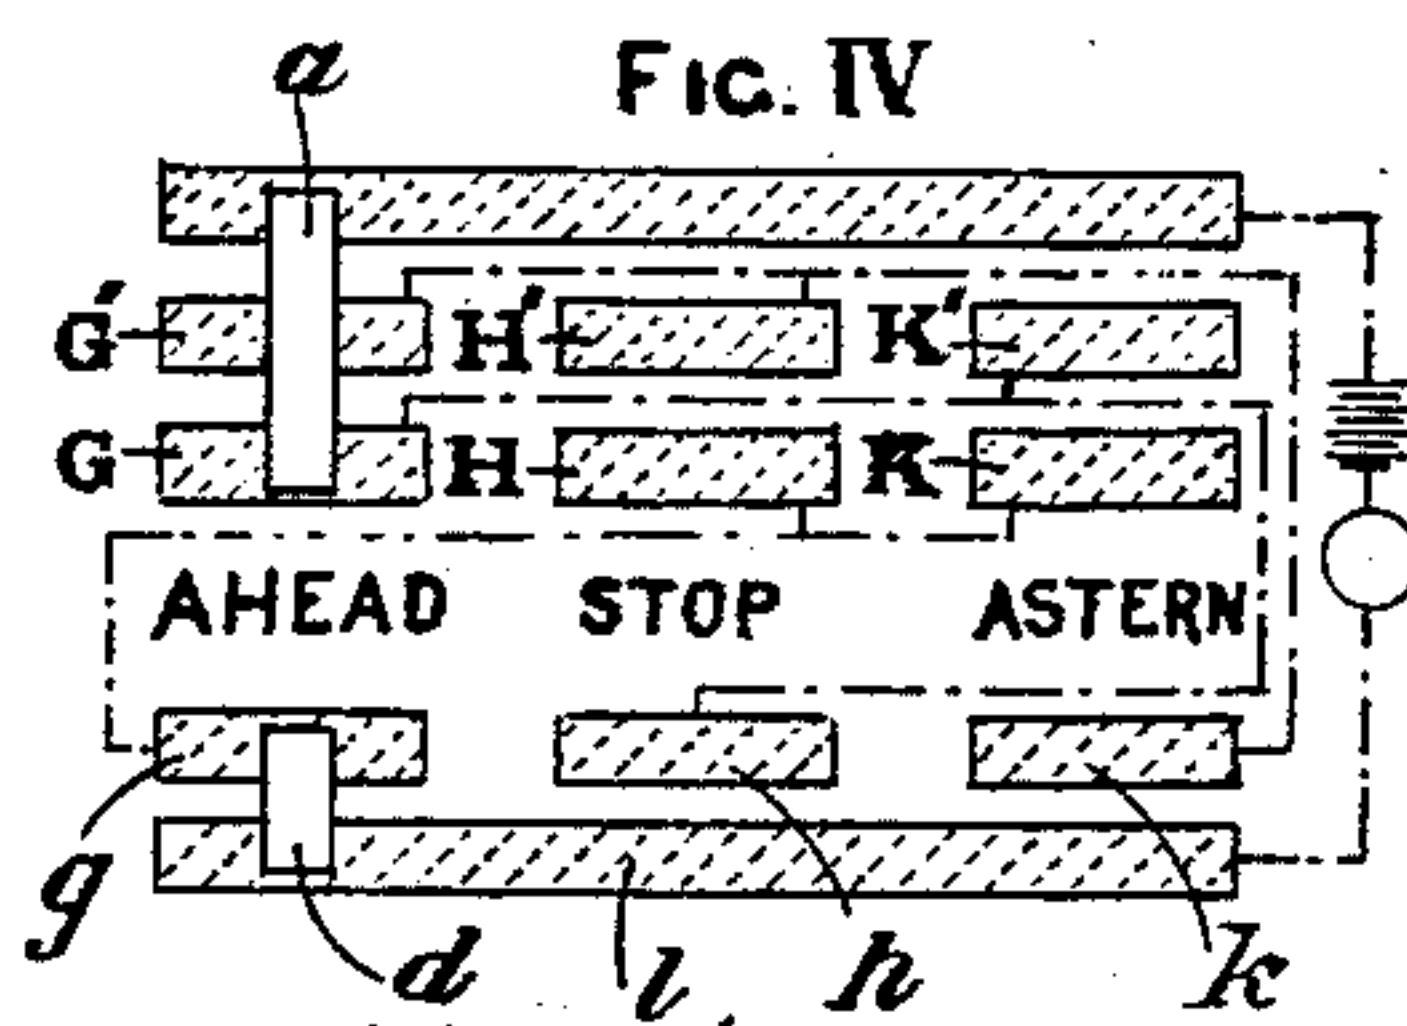 a
FIG. IV
G' H' K'
G H K
AHEAD STOP ASTERN
g d l h k